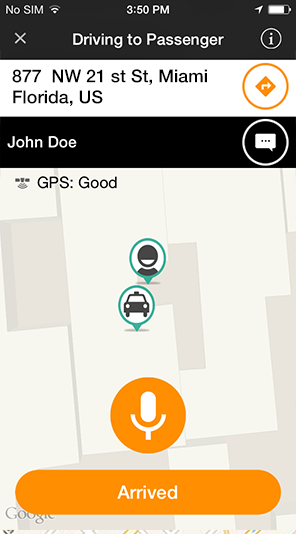 No SIM 3:50 PM
Driving to Passenger
877 NW 21 st St, Miami
Florida, US
John Doe
GPS: Good
Arrived
Google